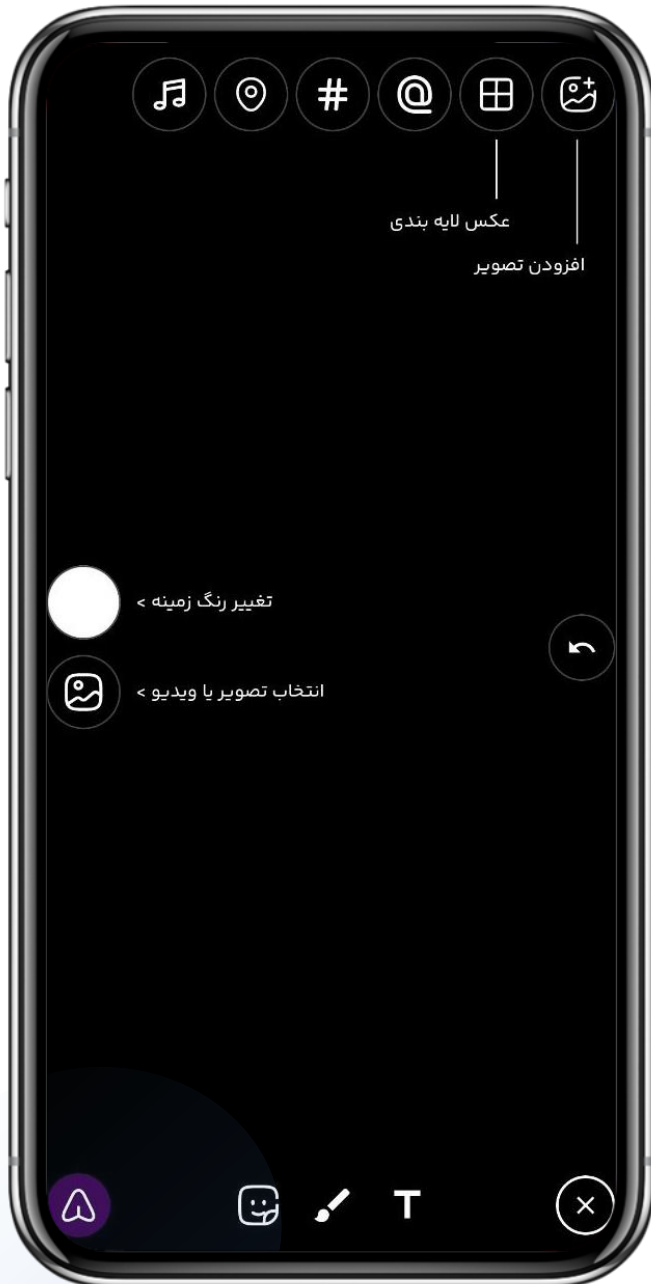 عکس لایه بندی
افزودن تصویر
تغییر رنگ زمینه >
انتخاب تصویر یا ویدیو >
T